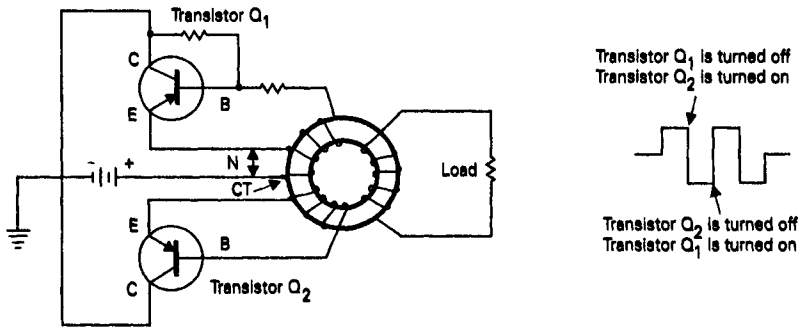 Transistor Q1
C
B
E
- +
N
CT
Load
E
B
C
Transistor Q2
Transistor Q1 is turned off
Transistor Q2 is turned on
Transistor Q2 is turned off
Transistor Q1 is turned on